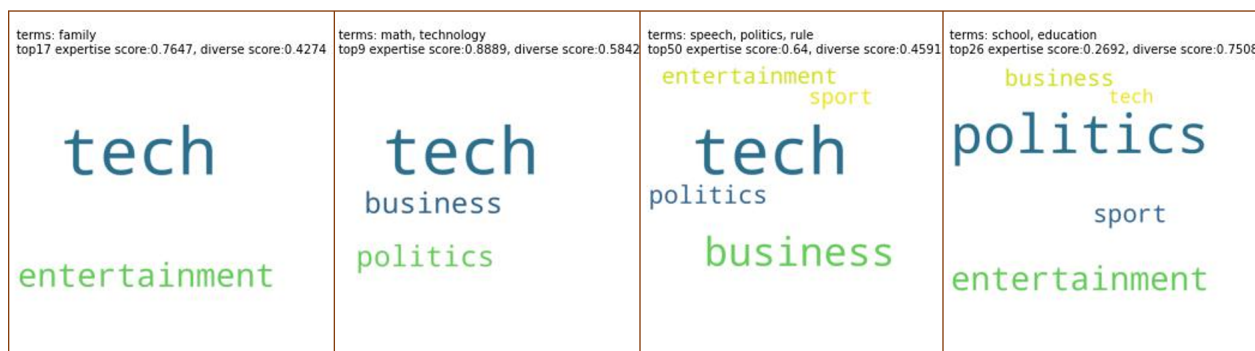 terms: family
top17 expertise score:0.7647, diverse score:0.4274
tech
entertainment
terms: math, technology
top9 expertise score:0.8889, diverse score:0.5842
tech
business
politics
terms: speech, politics, rule
top50 expertise score:0.64, diverse score:0.4591
entertainment
sport
tech
politics
business
terms: school, education
top26 expertise score:0.2692, diverse score:0.7508
business
tech
politics
sport
entertainment